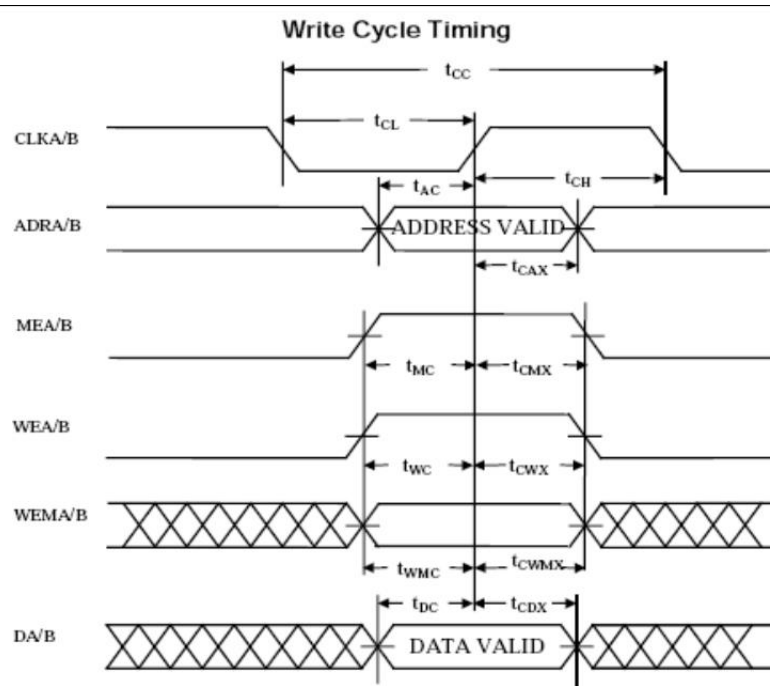 Write Cycle Timing
tCC
tCL
CLKA/B
tAC
tCH
ADRA/B
ADDRESS VALID
tCAX
MEA/B
tMC
tCMX
WEA/B
tWC
tCWX
WEMA/B
tWMC
tCWMX
tDC
tCDX
DA/B
DATA VALID